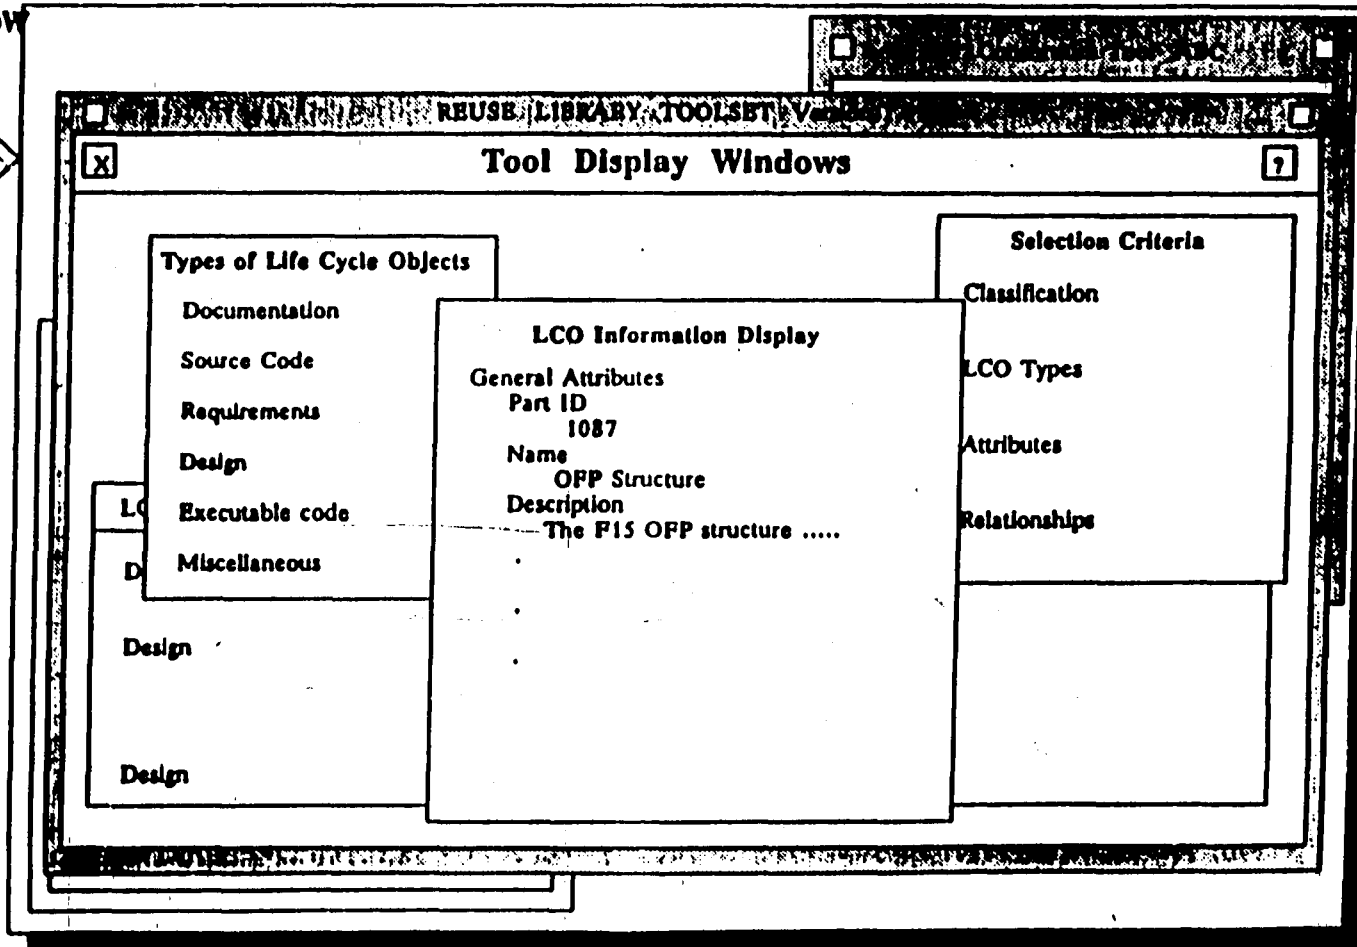 REUSE LIBRARY TOOLSET
X
Tool Display Windows
?
Types of Life Cycle Objects
Documentation
Source Code
Requirements
Design
Executable code
Miscellaneous
LCO Information Display
General Attributes
Part ID
1087
Name
OFP Structure
Description
The F15 OFP structure .....
.
.
.
Selection Criteria
Classification
LCO Types
Attributes
Relationships
LC
D
Design
Design